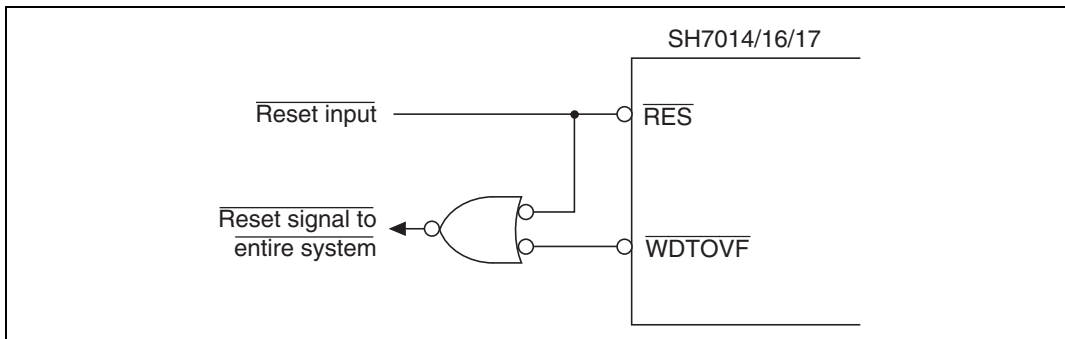 SH7014/16/17
Reset input
RES
Reset signal to
entire system
WDTOVF